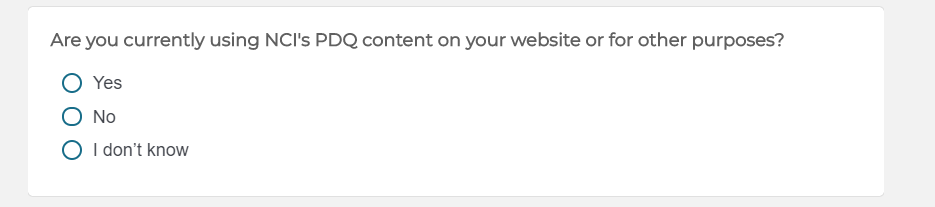 Are you currently using NCI's PDQ content on your website or for other purposes?
Yes
No
I don’t know